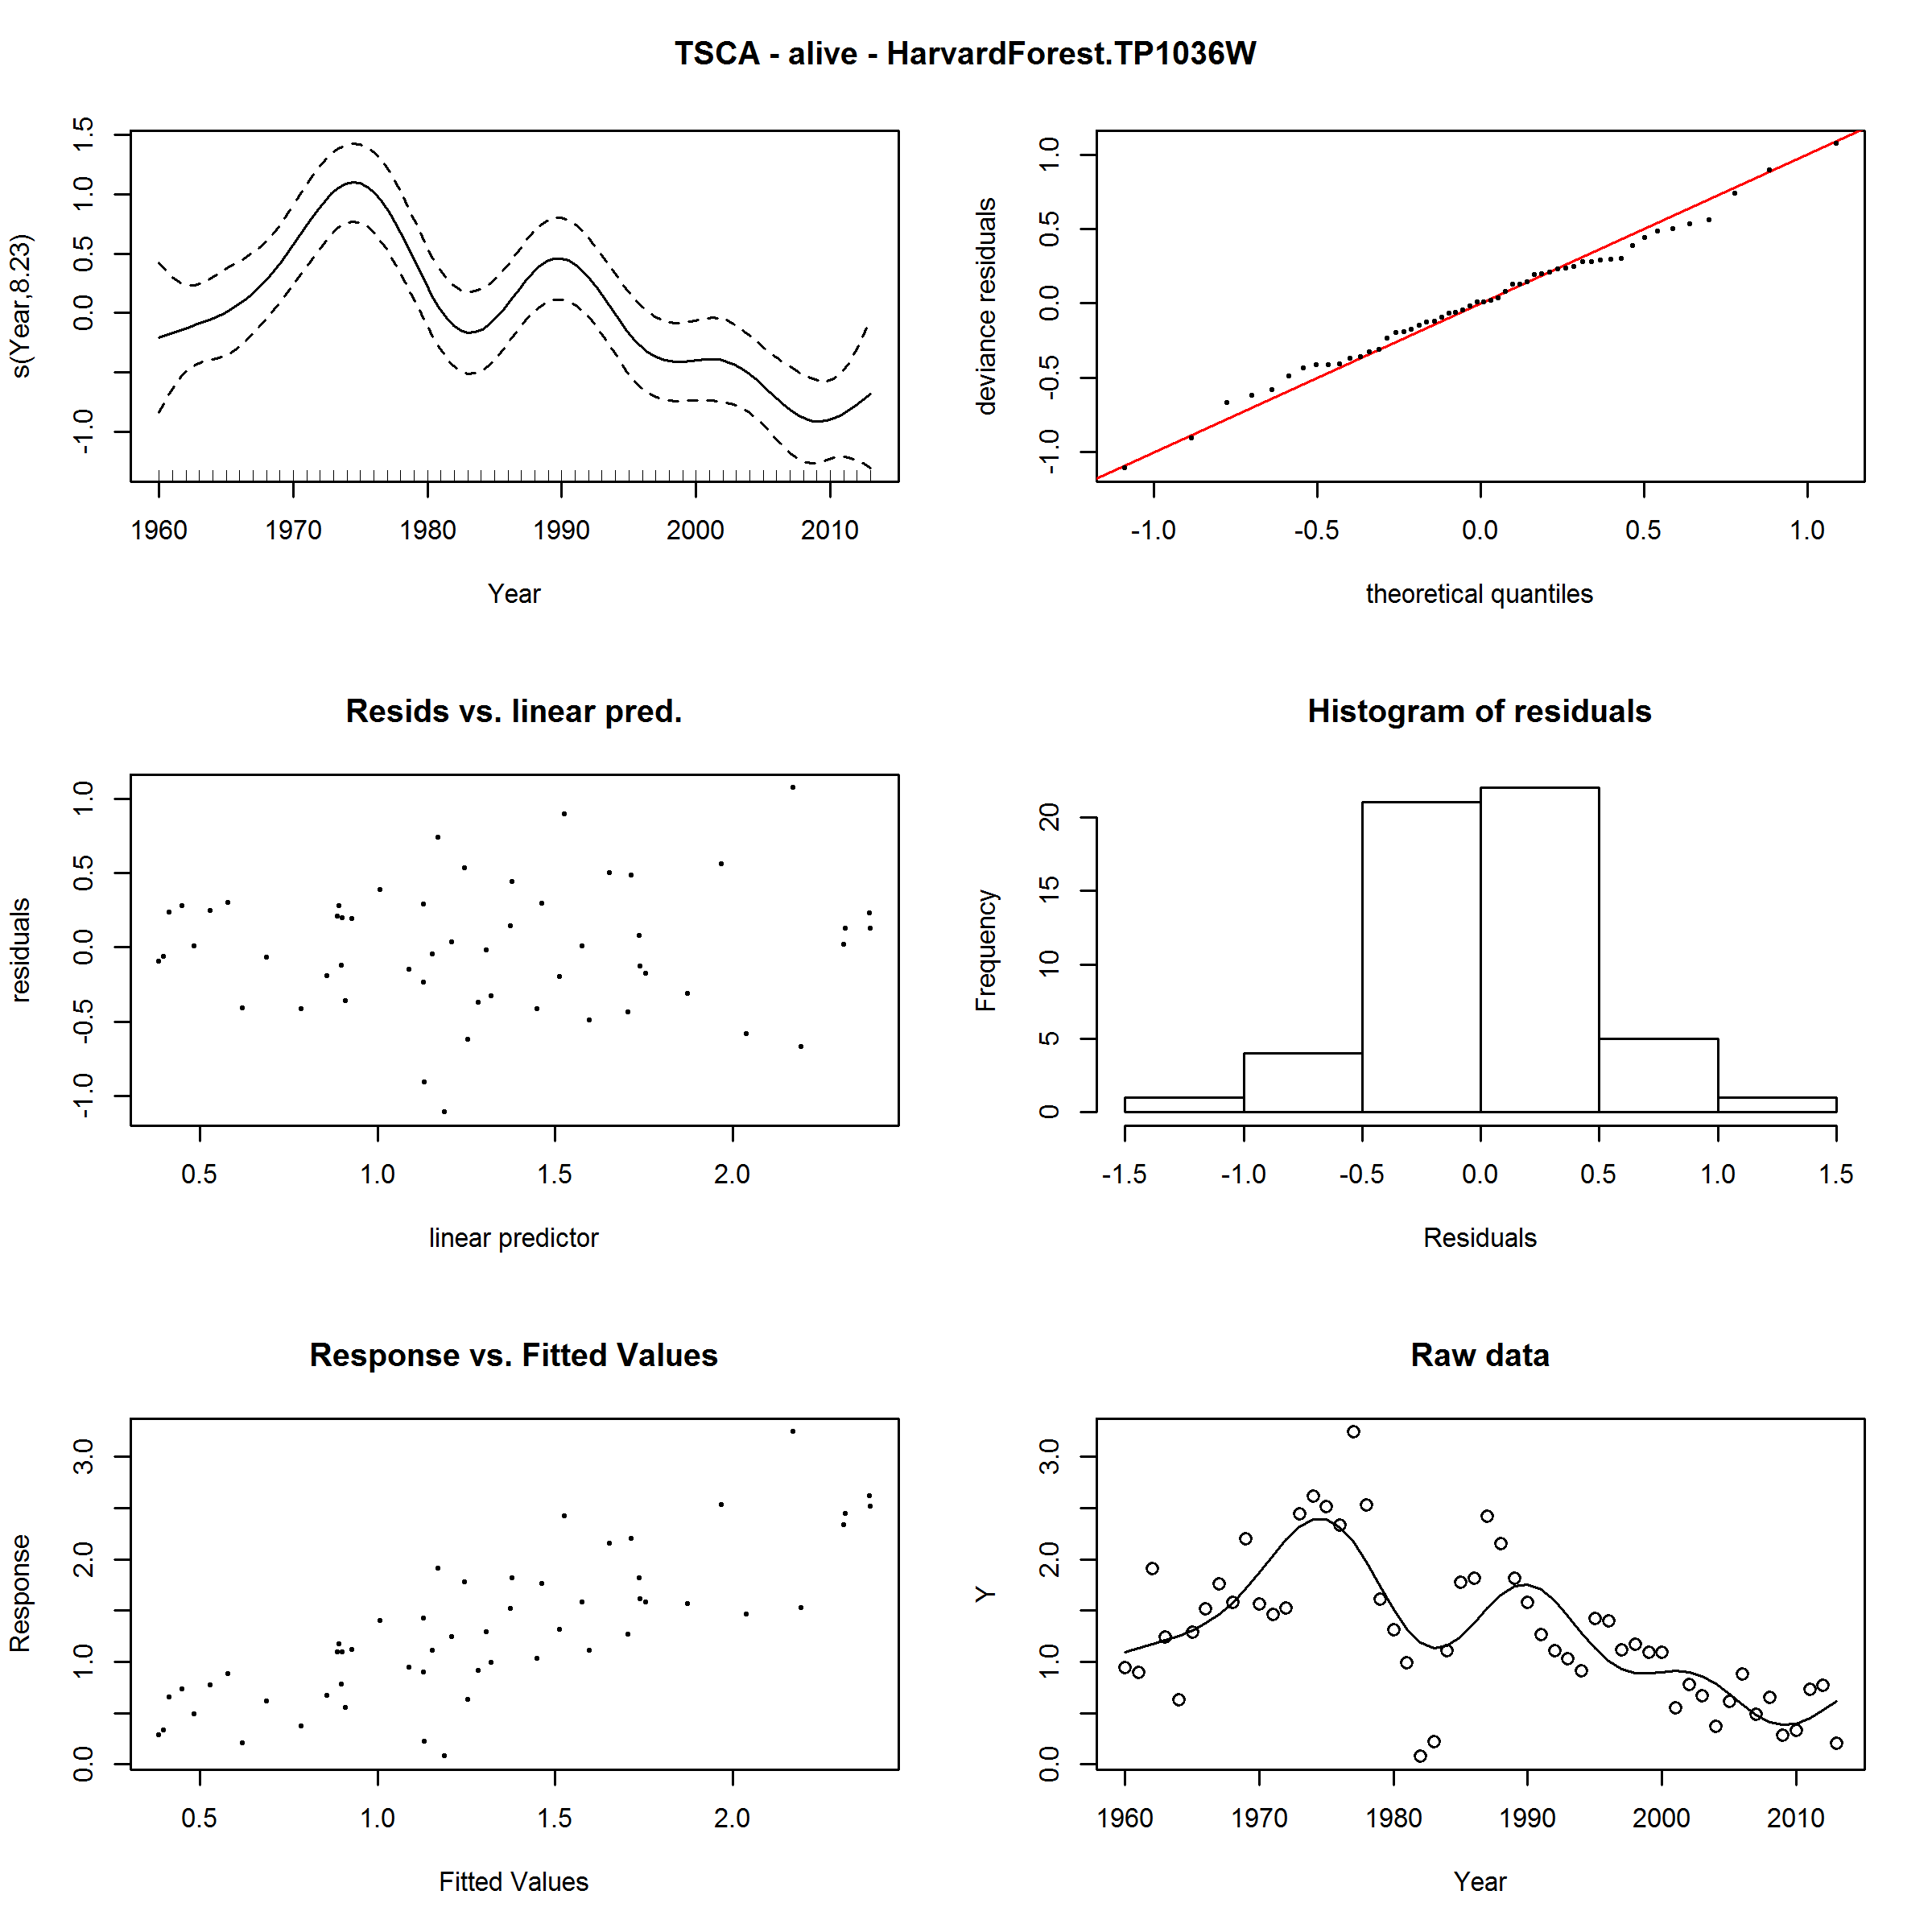 TSCA - alive - HarvardForest.TP1036W
s(Year,8.23)
-1.0 0.0 0.5 1.0 1.5
1960 1970 1980 1990 2000 2010
Year
deviance residuals
-1.0 -0.5 0.0 0.5 1.0
-1.0 -0.5 0.0 0.5 1.0
theoretical quantiles
Resids vs. linear pred.
residuals
-1.0 -0.5 0.0 0.5 1.0
0.5 1.0 1.5 2.0
linear predictor
Histogram of residuals
Frequency
0 5 10 15 20
-1.5 -1.0 -0.5 0.0 0.5 1.0 1.5
Residuals
Response vs. Fitted Values
Response
0.0 1.0 2.0 3.0
0.5 1.0 1.5 2.0
Fitted Values
Raw data
Y
0.0 1.0 2.0 3.0
1960 1970 1980 1990 2000 2010
Year